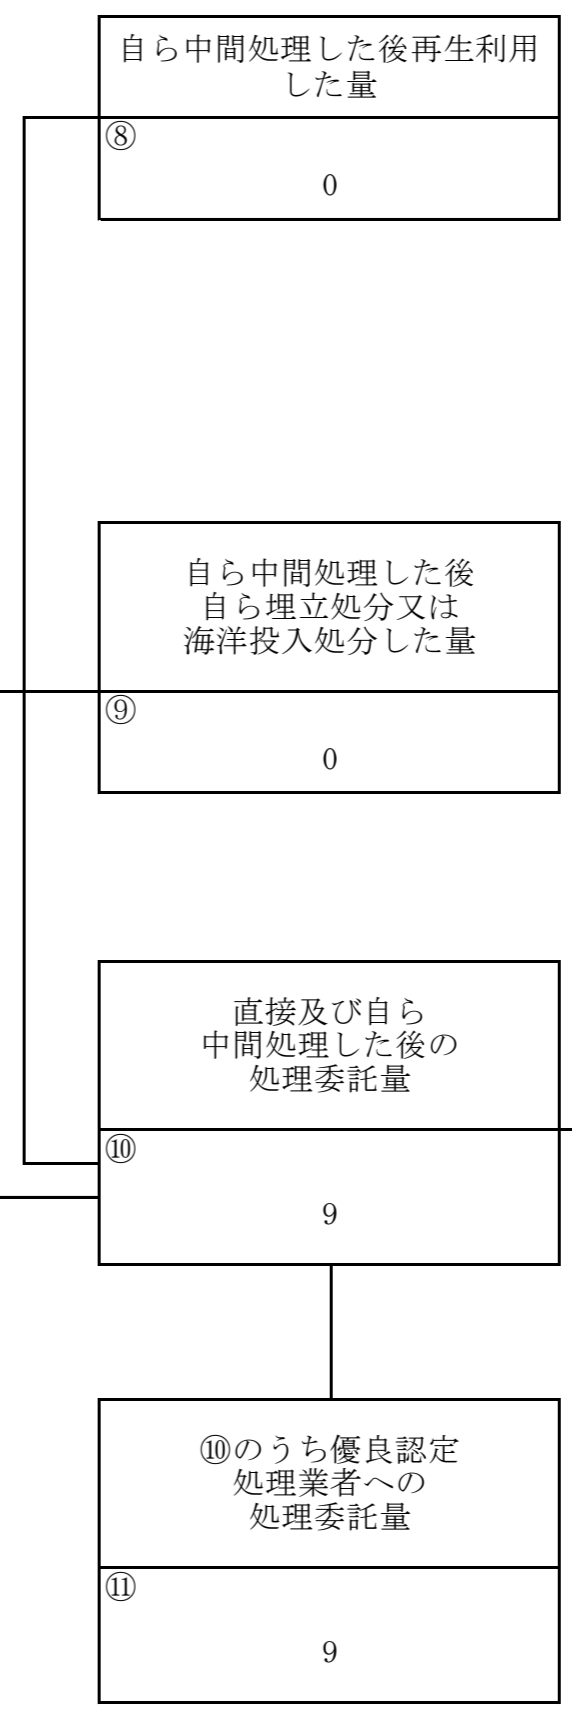 自ら中間処理した後再生利用
した量
⑧
0
自ら中間処理した後
自ら埋立処分又は
海洋投入処分した量
⑨
0
直接及び自ら
中間処理した後の
処理委託量
⑩
9
⑩のうち優良認定
処理業者への
処理委託量
⑪
9